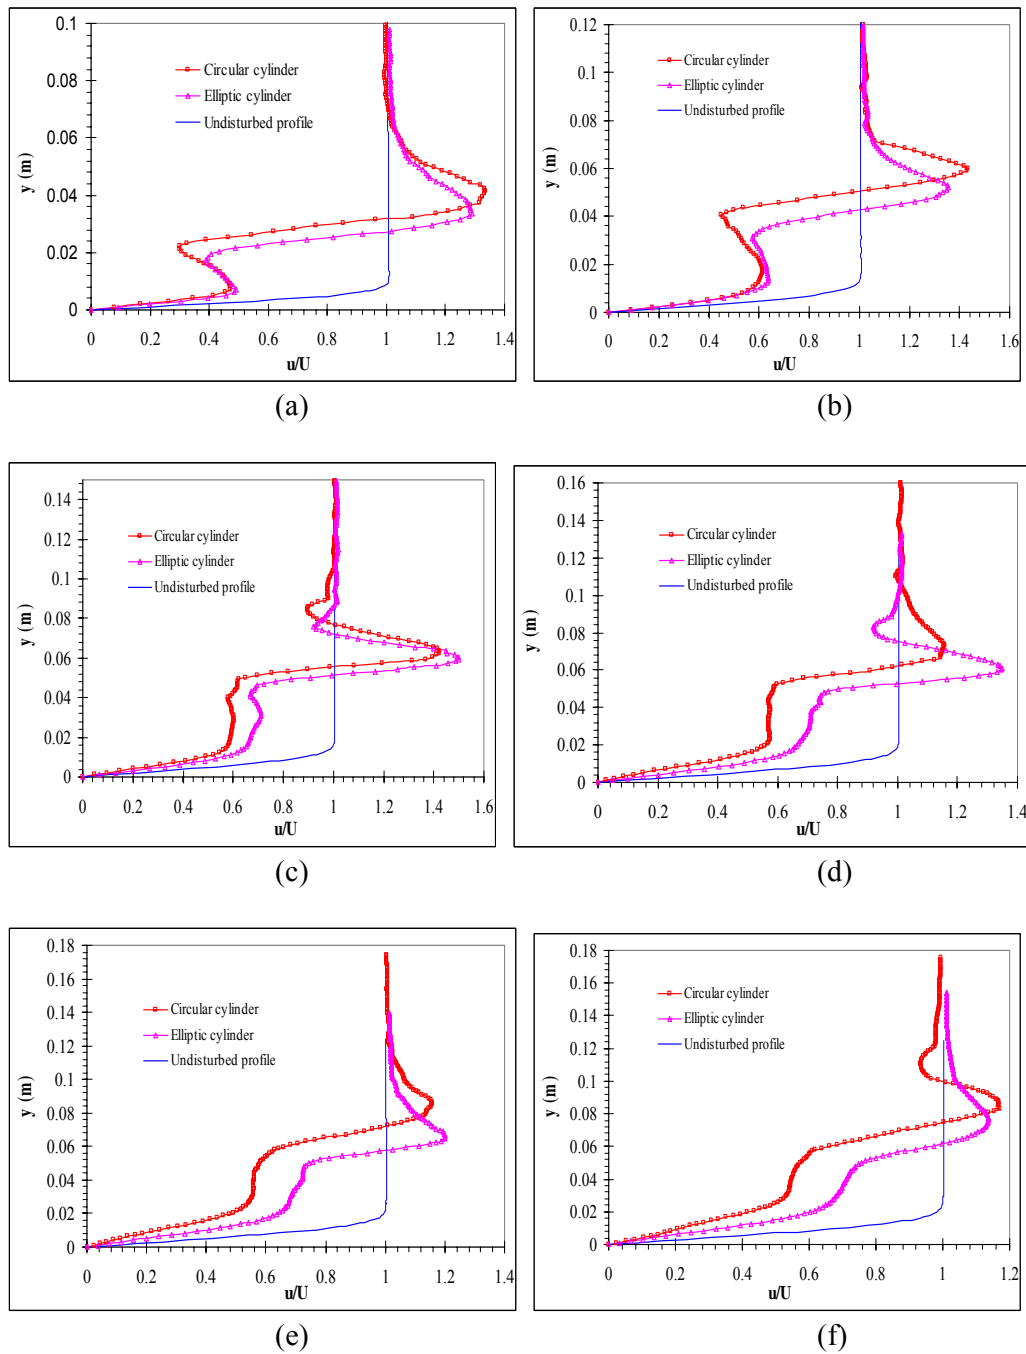 0.1
0.08
0.06
0.04
0.02
0
y (m)
Circular cylinder
Elliptic cylinder
Undisturbed profile
0 0.2 0.4 0.6 0.8 1 1.2 1.4
u/U
(a)
0.12
0.1
0.08
0.06
0.04
0.02
0
y (m)
Circular cylinder
Elliptic cylinder
Undisturbed profile
0 0.2 0.4 0.6 0.8 1 1.2 1.4 1.6
u/U
(b)
0.14
0.12
0.1
0.08
0.06
0.04
0.02
0
y (m)
Circular cylinder
Elliptic cylinder
Undisturbed profile
0 0.2 0.4 0.6 0.8 1 1.2 1.4 1.6
u/U
(c)
0.16
0.14
0.12
0.1
0.08
0.06
0.04
0.02
0
y (m)
Circular cylinder
Elliptic cylinder
Undisturbed profile
0 0.2 0.4 0.6 0.8 1 1.2 1.4
u/U
(d)
0.18
0.16
0.14
0.12
0.1
0.08
0.06
0.04
0.02
0
y (m)
Circular cylinder
Elliptic cylinder
Undisturbed profile
0 0.2 0.4 0.6 0.8 1 1.2 1.4
u/U
(e)
0.18
0.16
0.14
0.12
0.1
0.08
0.06
0.04
0.02
0.00
y (m)
Circular cylinder
Elliptic cylinder
Undisturbed profile
0 0.2 0.4 0.6 0.8 1 1.2
u/U
(f)